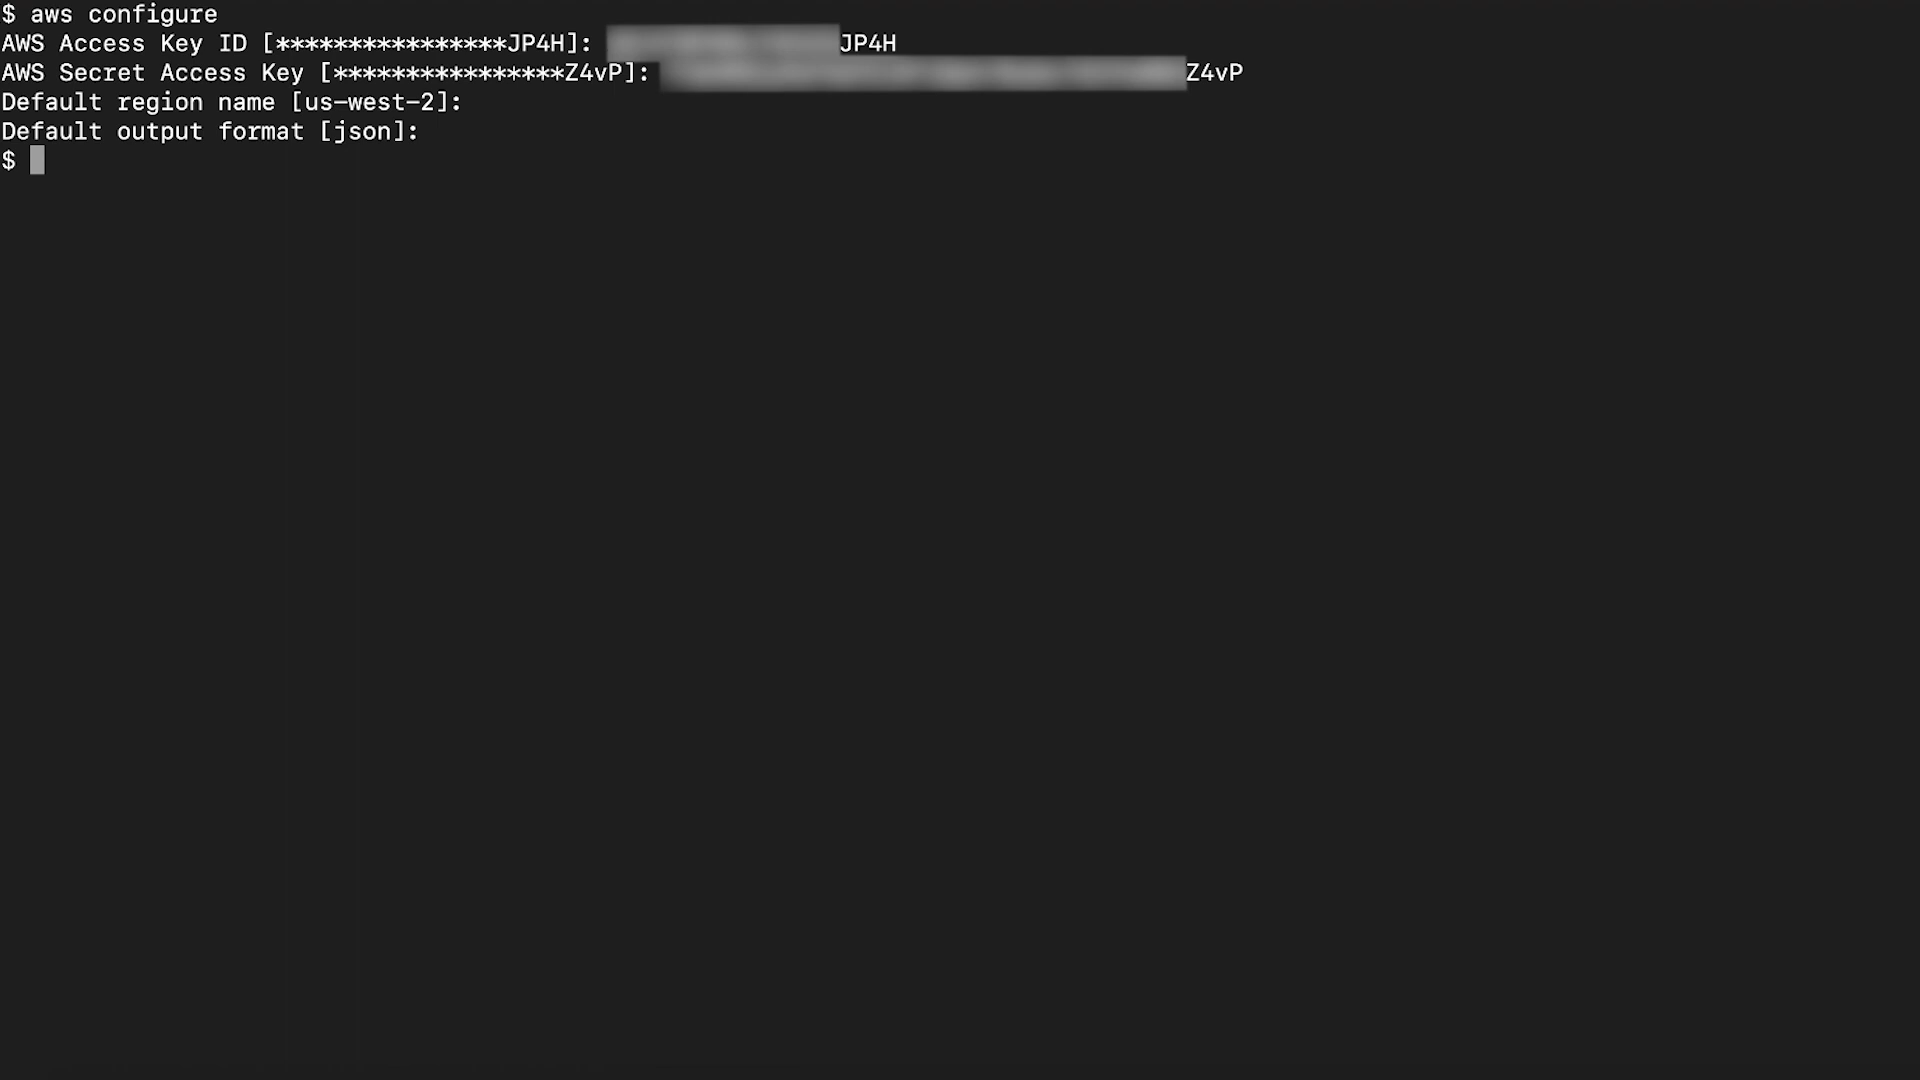 $ aws configure
AWS Access Key ID [****************JP4H]: JP4H
AWS Secret Access Key [****************Z4vP]: Z4vP
Default region name [us-west-2]:
Default output format [json]:
$